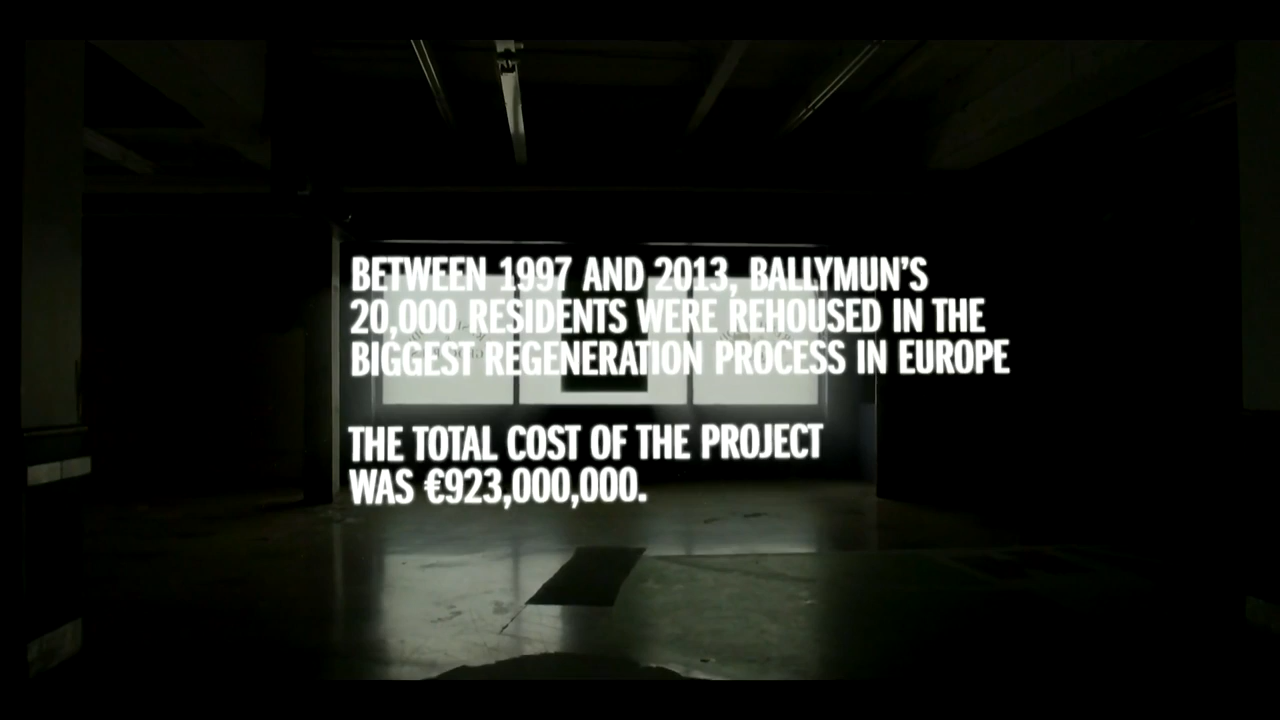 BETWEEN 1997 AND 2013, BALLYMUN’S
20,000 RESIDENTS WERE REHOUSED IN THE
BIGGEST REGENERATION PROCESS IN EUROPE
THE TOTAL COST OF THE PROJECT
WAS €923,000,000.